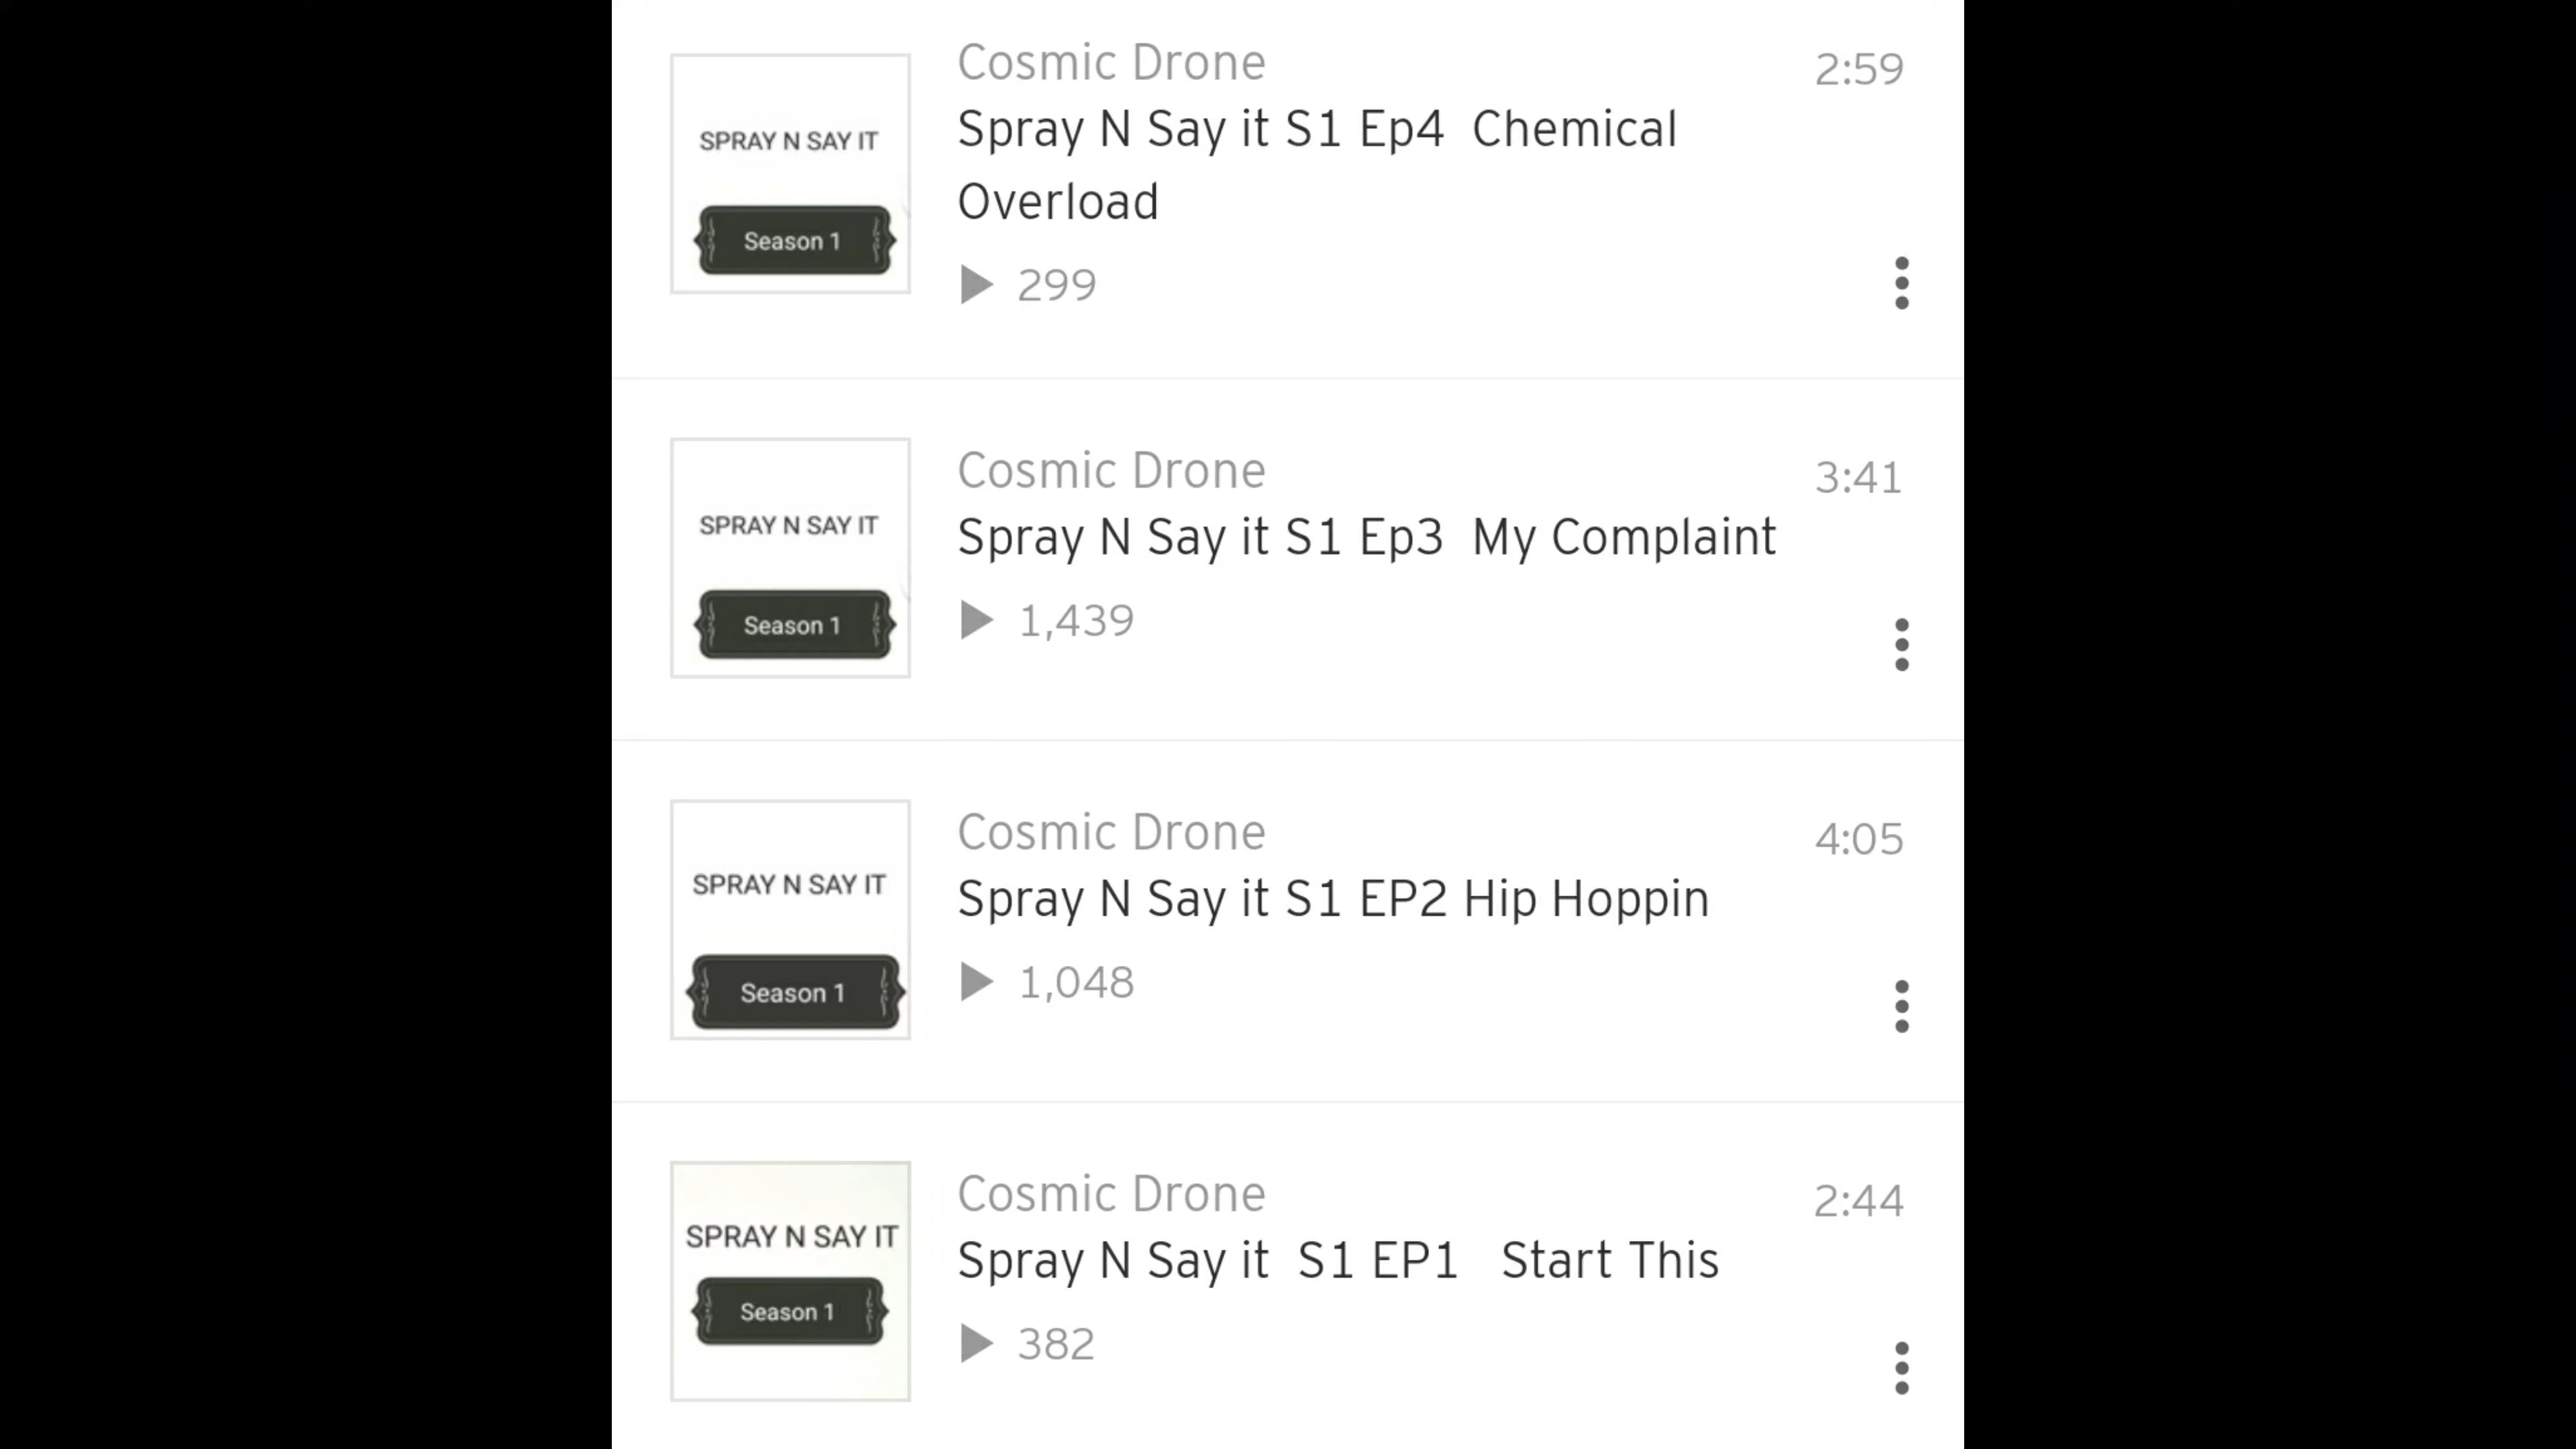 Cosmic Drone
2:59
Spray N Say it S1 Ep4  Chemical
Overload
299
SPRAY N SAY IT
Season 1
Cosmic Drone
3:41
Spray N Say it S1 Ep3  My Complaint
1,439
SPRAY N SAY IT
Season 1
Cosmic Drone
4:05
Spray N Say it S1 EP2 Hip Hoppin
1,048
SPRAY N SAY IT
Season 1
Cosmic Drone
2:44
Spray N Say it  S1 EP1   Start This
382
SPRAY N SAY IT
Season 1